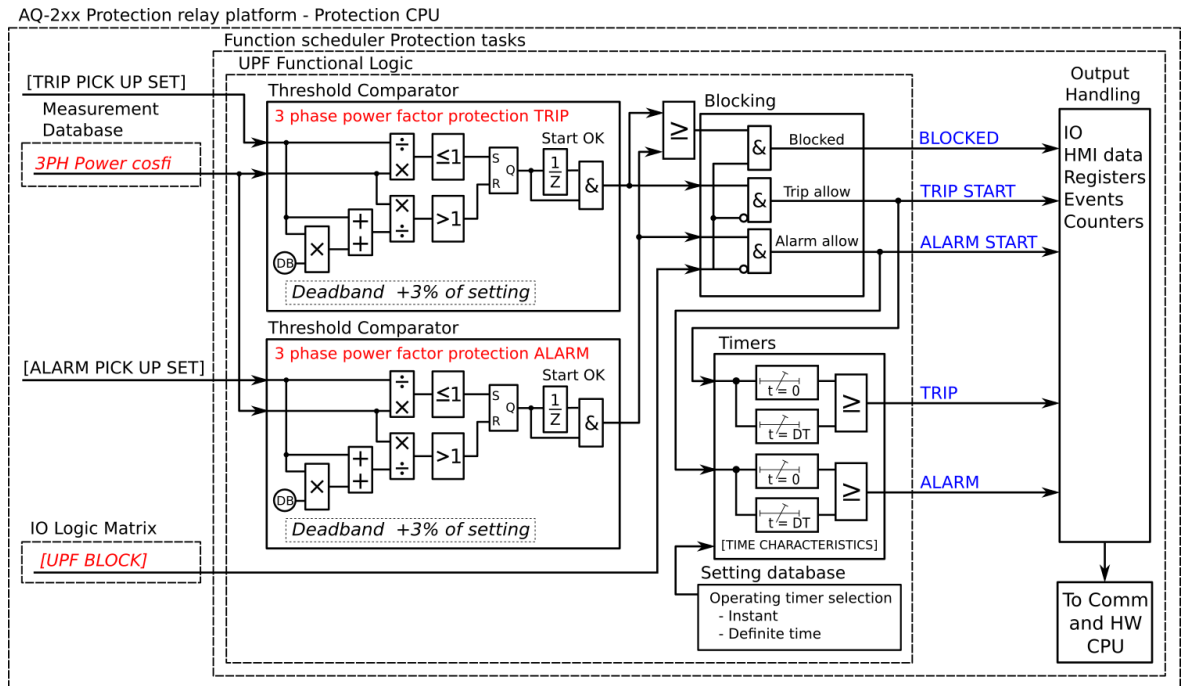 AQ-2xx Protection relay platform - Protection CPU
Function scheduler Protection tasks
UPF Functional Logic
[TRIP PICK UP SET]
Measurement
Database
3PH Power cosfi
Threshold Comparator
3 phase power factor protection TRIP
÷
×
≤1
S
Q
R
Start OK
1
Z
&
×
÷
>1
+
+
×
DB
Deadband +3% of setting
≥
Blocking
&
Blocked
&
Trip allow
&
Alarm allow
BLOCKED
TRIP START
ALARM START
Output
Handling
IO
HMI data
Registers
Events
Counters
[ALARM PICK UP SET]
Threshold Comparator
3 phase power factor protection ALARM
÷
×
≤1
S
Q
R
Start OK
1
Z
&
×
÷
>1
+
+
×
DB
Deadband +3% of setting
Timers
t = 0
t = DT
≥
TRIP
t = 0
t = DT
≥
ALARM
[TIME CHARACTERISTICS]
IO Logic Matrix
[UPF BLOCK]
Setting database
Operating timer selection
- Instant
- Definite time
To Comm
and HW
CPU